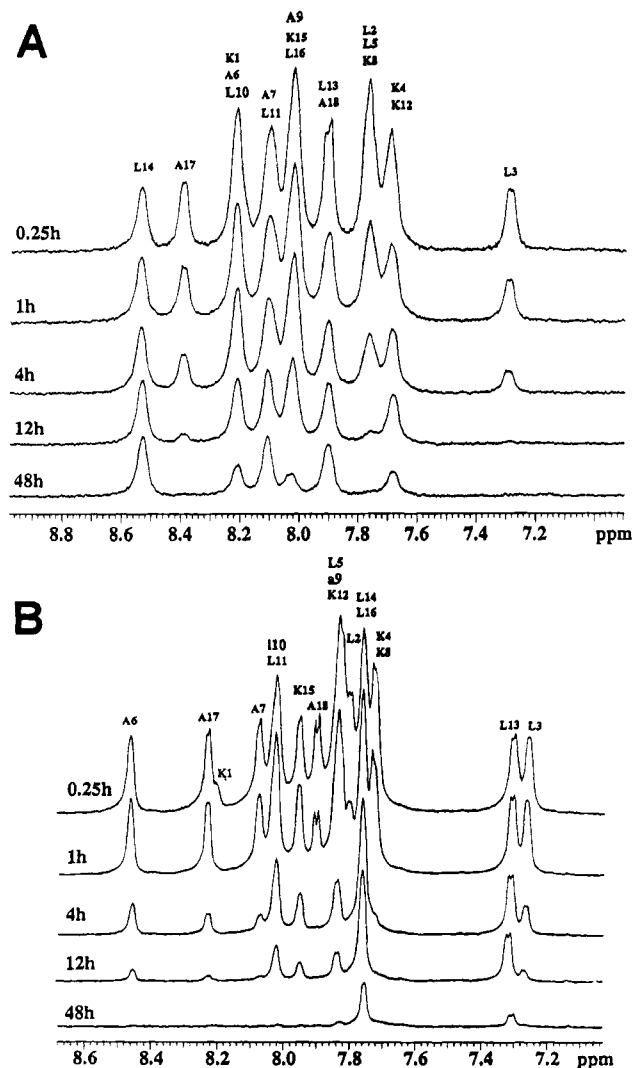 A
A9
K15
L16
L2
L5
K8
K1
A6
L10
A7
L11
L13
A18
K4
K12
L14
A17
L3
0.25h
1h
4h
12h
48h
8.8 8.6 8.4 8.2 8.0 7.8 7.6 7.4 7.2 ppm
B
L5
a9
K12
L14
L16
L2
K4
K8
l10
L11
K15
A18
A6
A17
K1
A7
L13 L3
0.25h
1h
4h
12h
48h
8.6 8.4 8.2 8.0 7.8 7.6 7.4 7.2 ppm